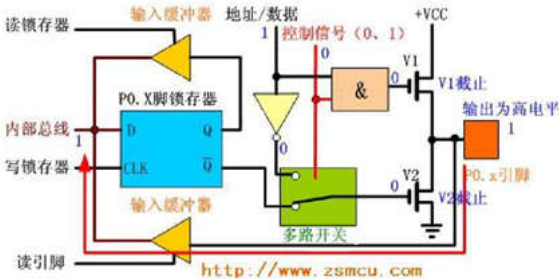 输入缓冲器
地址/数据
+VCC
读锁存器
1
控制信号(0、1)
0
V1
P0.X脚锁存器
&
0
V1截止
输出为高电平
内部总线
1
D
Q
1
写锁存器
CLK
Q
0
0
V2
P0.x引脚
V2截止
输入缓冲器
多路开关
读引脚
http://www.zsmcu.com